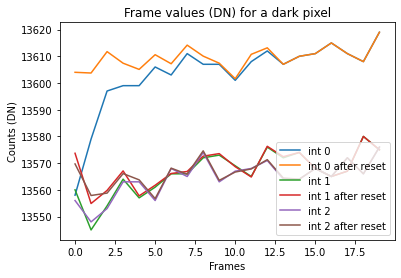 Frame values (DN) for a dark pixel
Counts (DN)
13620
13610
13600
13590
13580
13570
13560
13550
int 0
int 0 after reset
int 1
int 1 after reset
int 2
int 2 after reset
0.0 2.5 5.0 7.5 10.0 12.5 15.0 17.5
Frames